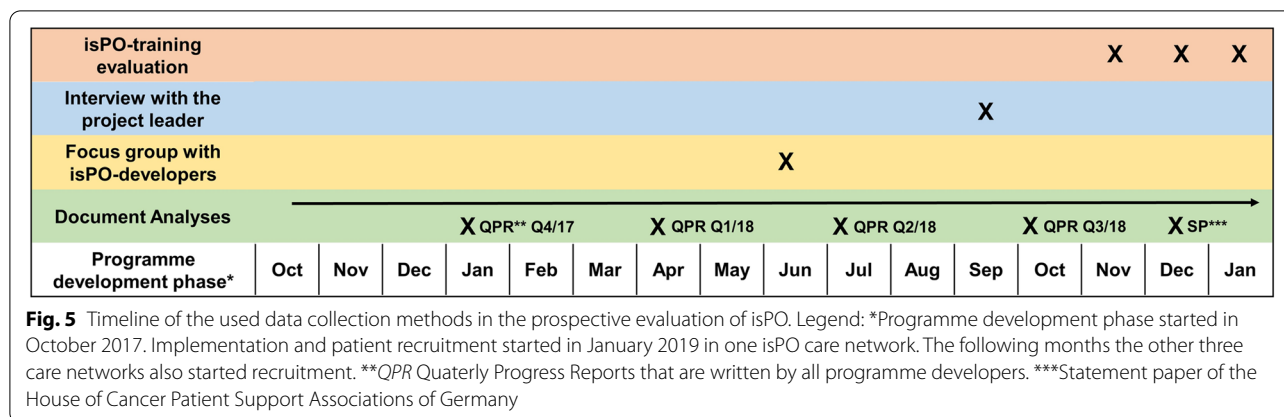 isPO-training
evaluation
X X X
Interview with the
project leader
X
Focus group with
isPO-developers
X
Document Analyses
X QPR** Q4/17 X QPR Q1/18 X QPR Q2/18 X QPR Q3/18 X SP***
Programme
development phase*
Oct Nov Dec Jan Feb Mar Apr May Jun Jul Aug Sep Oct Nov Dec Jan
Fig. 5 Timeline of the used data collection methods in the prospective evaluation of isPO. Legend: *Programme development phase started in
October 2017. Implementation and patient recruitment started in January 2019 in one isPO care network. The following months the other three
care networks also started recruitment. **QPR Quaterly Progress Reports that are written by all programme developers. ***Statement paper of the
House of Cancer Patient Support Associations of Germany